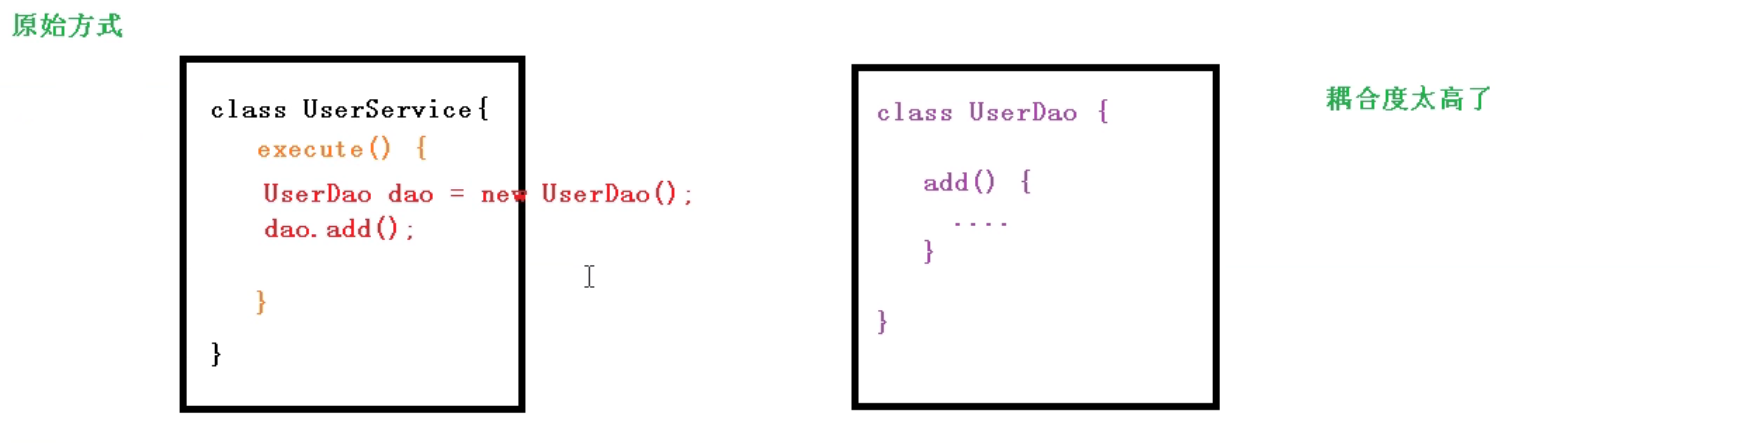 原始方式
class UserService{
execute() {
UserDao dao = new UserDao();
dao.add();
}
}
class UserDao {
add() {
....
}
}
耦合度太高了